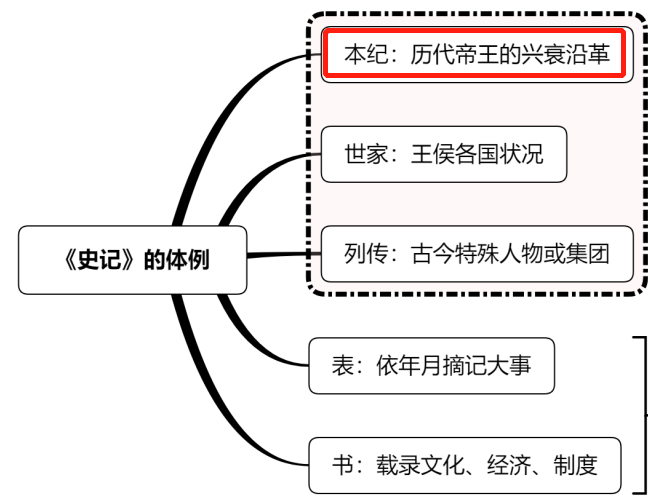 本纪：历代帝王的兴衰沿革
世家：王侯各国状况
《史记》的体例
列传：古今特殊人物或集团
表：依年月摘记大事
书：载录文化、经济、制度